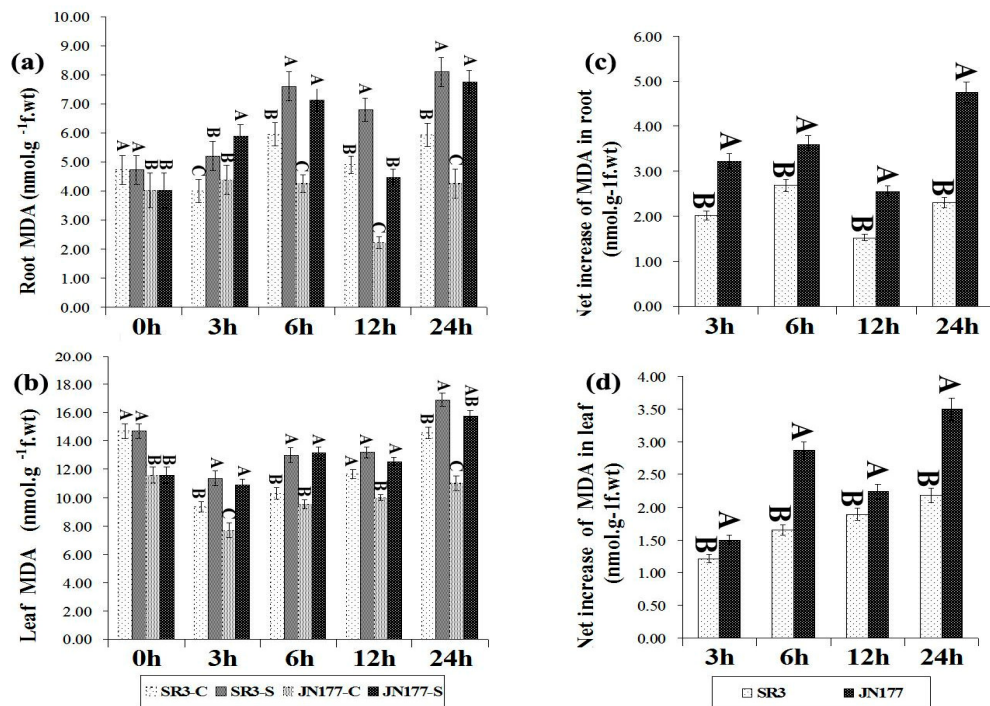 (a)
Root MDA (nmol.g -1f.wt)
10.00
9.00
8.00
7.00
6.00
5.00
4.00
3.00
2.00
1.00
0.00
A A B B
C B B A
B A C A
B A C B
B A C A
0h 3h 6h 12h 24h
(b)
Leaf MDA (nmol.g -1f.wt)
20.00
18.00
16.00
14.00
12.00
10.00
8.00
6.00
4.00
2.00
0.00
A A B B
B A C A
B A B A
A A B A
B A C AB
0h 3h 6h 12h 24h
SR3-C SR3-S JN177-C JN177-S
(c)
Net increase of MDA in root
(nmol.g-1f.wt)
6.00
5.00
4.00
3.00
2.00
1.00
0.00
B A
B A
B A
B A
3h 6h 12h 24h
(d)
Net increase of MDA in leaf
(nmol.g-1f.wt)
4.00
3.50
3.00
2.50
2.00
1.50
1.00
0.50
0.00
B A
B A
B A
B A
3h 6h 12h 24h
SR3 JN177